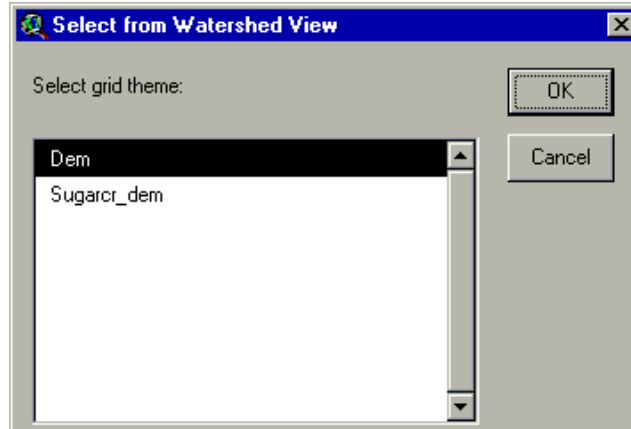 Select from Watershed View
Select grid theme:
OK
Dem
Cancel
Sugarcr_dem